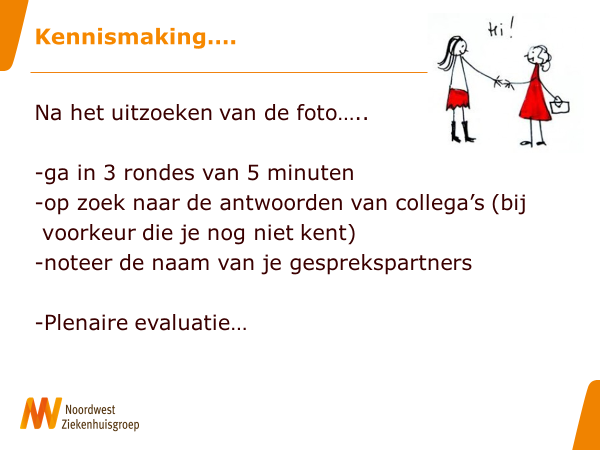 Kennismaking....
Hi!
Na het uitzoeken van de foto…..
-ga in 3 rondes van 5 minuten
-op zoek naar de antwoorden van collega’s (bij
voorkeur die je nog niet kent)
-noteer de naam van je gesprekspartners
-Plenaire evaluatie…
Noordwest
Ziekenhuisgroep